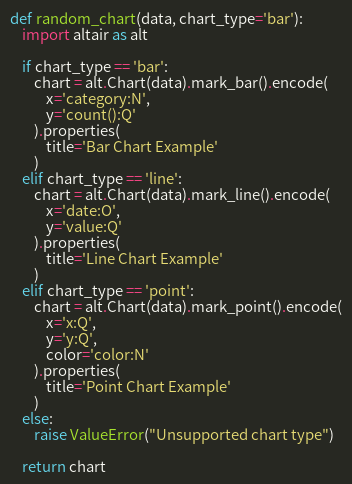 def random_chart(data, chart_type='bar'):
    import altair as alt

    if chart_type == 'bar':
        chart = alt.Chart(data).mark_bar().encode(
            x='category:N',
            y='count():Q'
        ).properties(
            title='Bar Chart Example'
        )
    elif chart_type == 'line':
        chart = alt.Chart(data).mark_line().encode(
            x='date:O',
            y='value:Q'
        ).properties(
            title='Line Chart Example'
        )
    elif chart_type == 'point':
        chart = alt.Chart(data).mark_point().encode(
            x='x:Q',
            y='y:Q',
            color='color:N'
        ).properties(
            title='Point Chart Example'
        )
    else:
        raise ValueError("Unsupported chart type")

    return chart